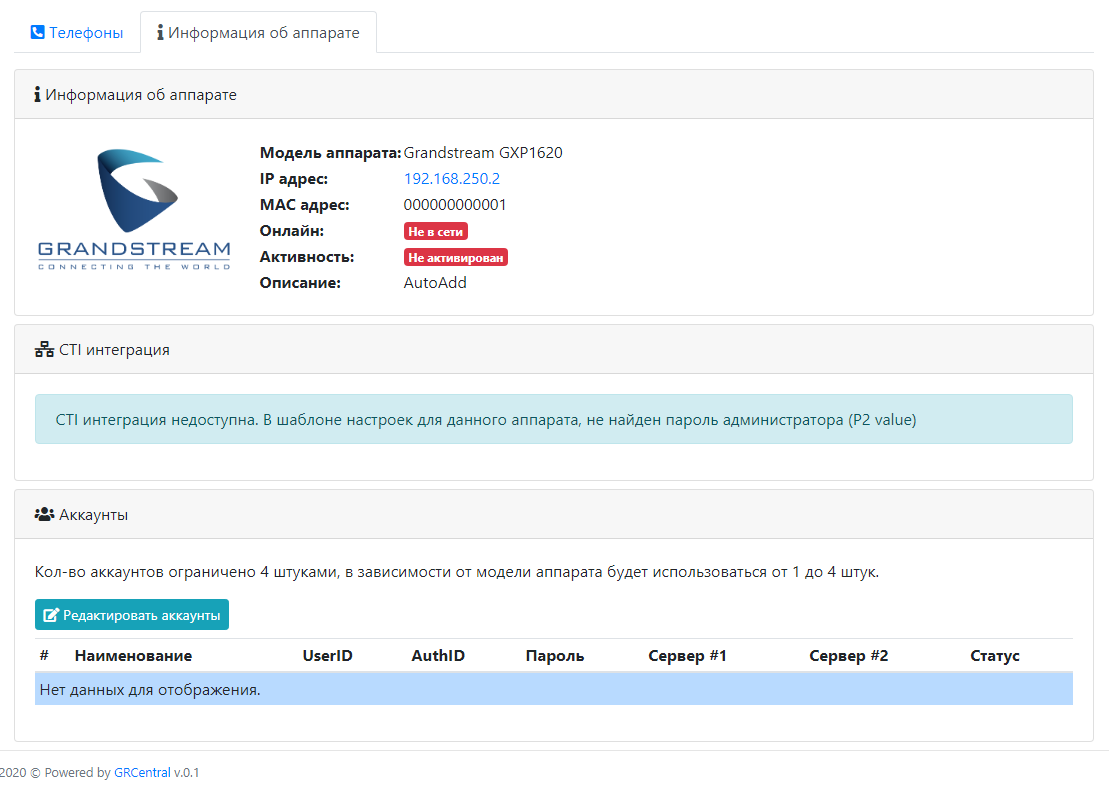 Телефоны
Информация об аппарате
Информация об аппарате
GRANDSTREAM
CONNECTING THE WORLD
Модель аппарата: Grandstream GXP1620
IP адрес: 192.168.250.2
MAC адрес: 000000000001
Онлайн: Не в сети
Активность: Не активирован
Описание: AutoAdd
CTI интеграция
CTI интеграция недоступна. В шаблоне настроек для данного аппарата, не найден пароль администратора (P2 value)
Аккаунты
Кол-во аккаунтов ограничено 4 штуками, в зависимости от модели аппарата будет использоваться от 1 до 4 штук.
Редактировать аккаунты
# Наименование UserID AuthID Пароль Сервер #1 Сервер #2 Статус
Нет данных для отображения.
2020 © Powered by GRCentral v.0.1